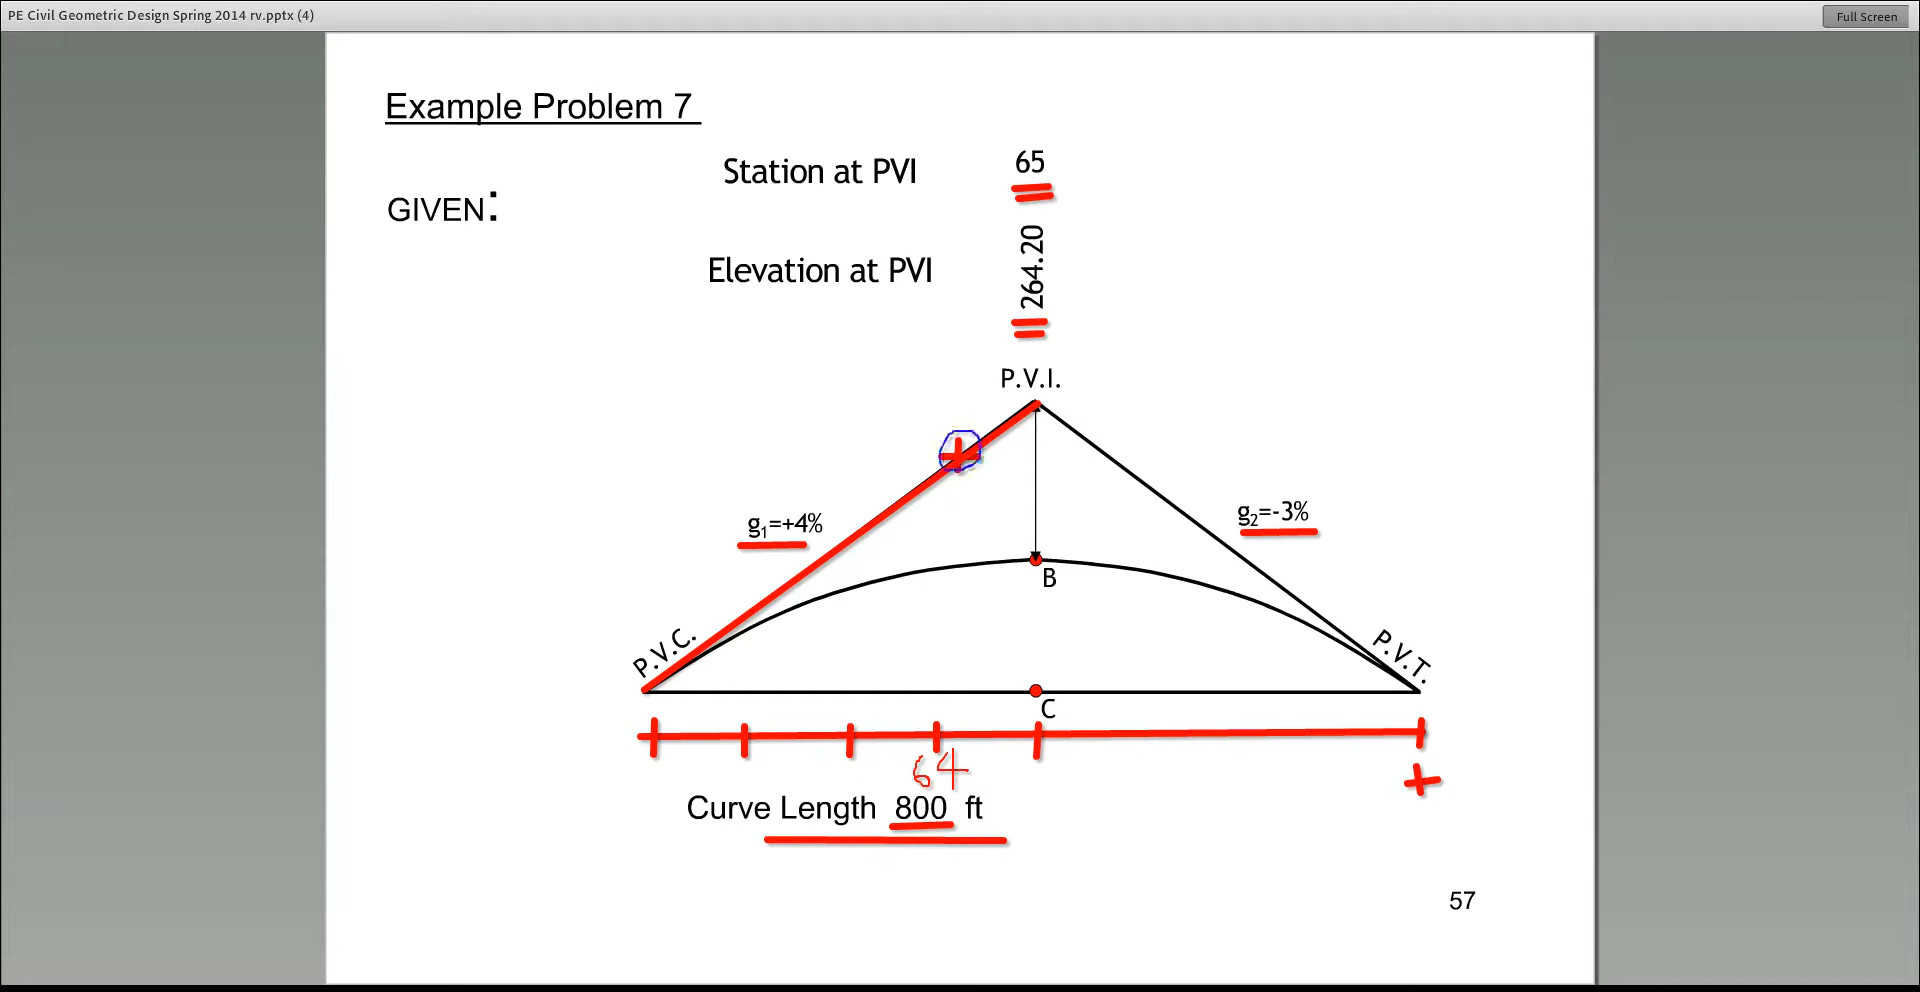 PE Civil Geometric Design Spring 2014 rv.pptx (4)
Full Screen
Example Problem 7
Station at PVI 65
GIVEN:
Elevation at PVI 264.20
P.V.I.
g1=+4%
g2=-3%
B
P.V.C.
P.V.T.
C
64
Curve Length 800 ft
57